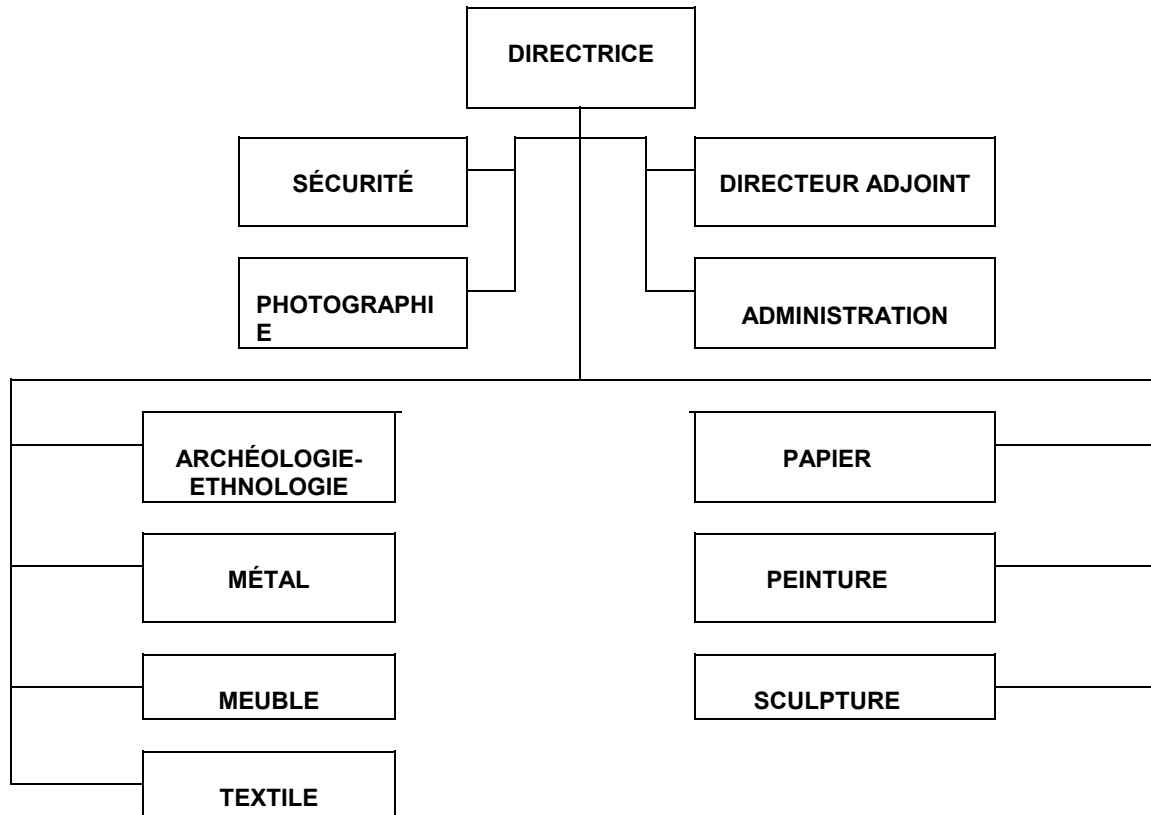 DIRECTRICE
SÉCURITÉ
DIRECTEUR ADJOINT
PHOTOGRAPHI
E
ADMINISTRATION
ARCHÉOLOGIE-
ETHNOLOGIE
PAPIER
MÉTAL
PEINTURE
MEUBLE
SCULPTURE
TEXTILE